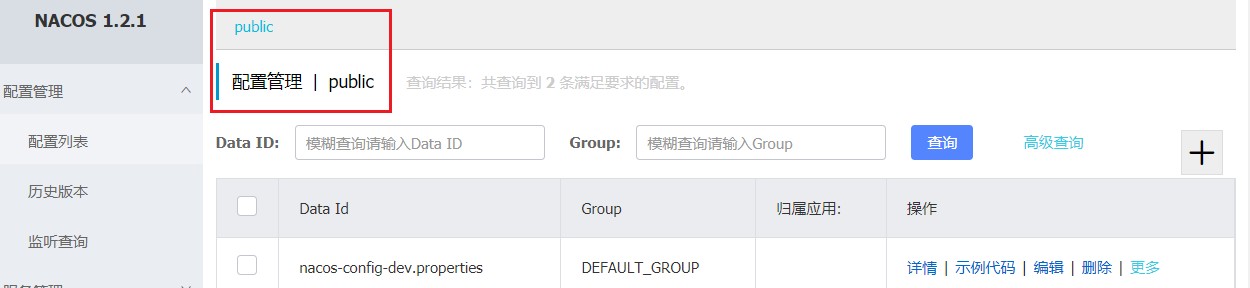 NACOS 1.2.1
public
配置管理
配置管理 | public 查询结果：共查询到 2 条满足要求的配置。
配置列表
Data ID: 模糊查询请输入Data ID Group: 模糊查询请输入Group 查询 高级查询
历史版本
Data Id Group 归属应用: 操作
监听查询
nacos-config-dev.properties DEFAULT_GROUP 详情 | 示例代码 | 编辑 | 删除 | 更多
服务管理